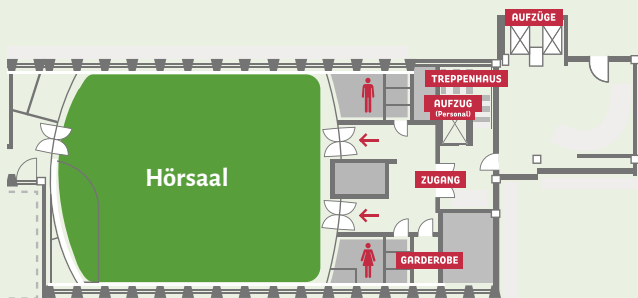 AUFZÜGE
TREPPENHAUS
AUFZUG
(Personal)
Hörsaal
ZUGANG
GARDEROBE